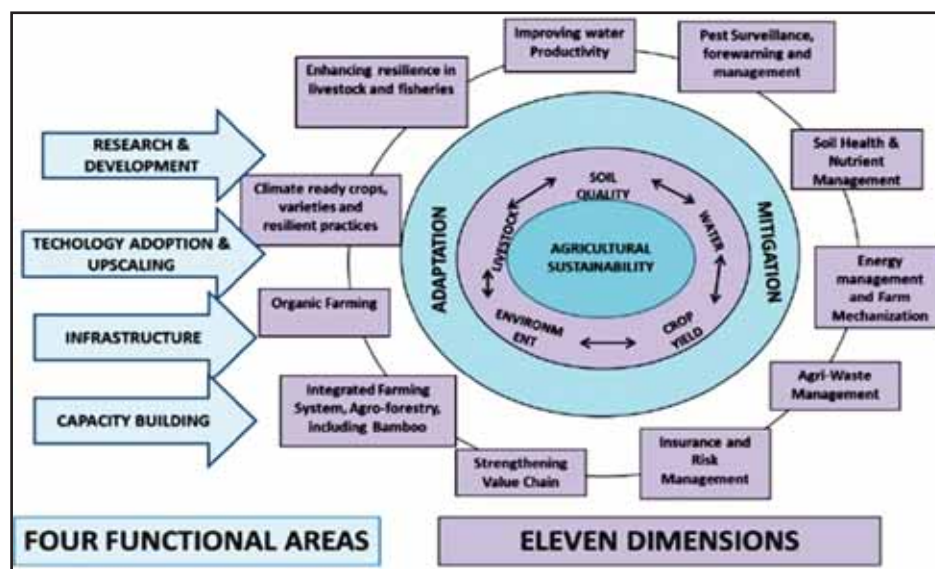 Improving water
Productivity
Pest Surveillance,
forewarning and
management
Enhancing resilience in
livestock and fisheries
RESEARCH &
DEVELOPMENT
Soil Health &
Nutrient
Management
Climate ready crops,
varieties and
resilient practices
TECHOLOGY ADOPTION &
UPSCALING
ADAPTATION
MITIGATION
SOIL
QUALITY
LIVESTOCK
WATER
AGRICULTURAL
SUSTAINABILITY
ENVIRONM
ENT
CROP
YIELD
Energy
management
and Farm
Mechanization
Organic Farming
INFRASTRUCTURE
Agri-Waste
Management
Integrated Farming
System, Agro-forestry,
including Bamboo
CAPACITY BUILDING
Insurance and
Risk
Management
Strengthening
Value Chain
FOUR FUNCTIONAL AREAS
ELEVEN DIMENSIONS